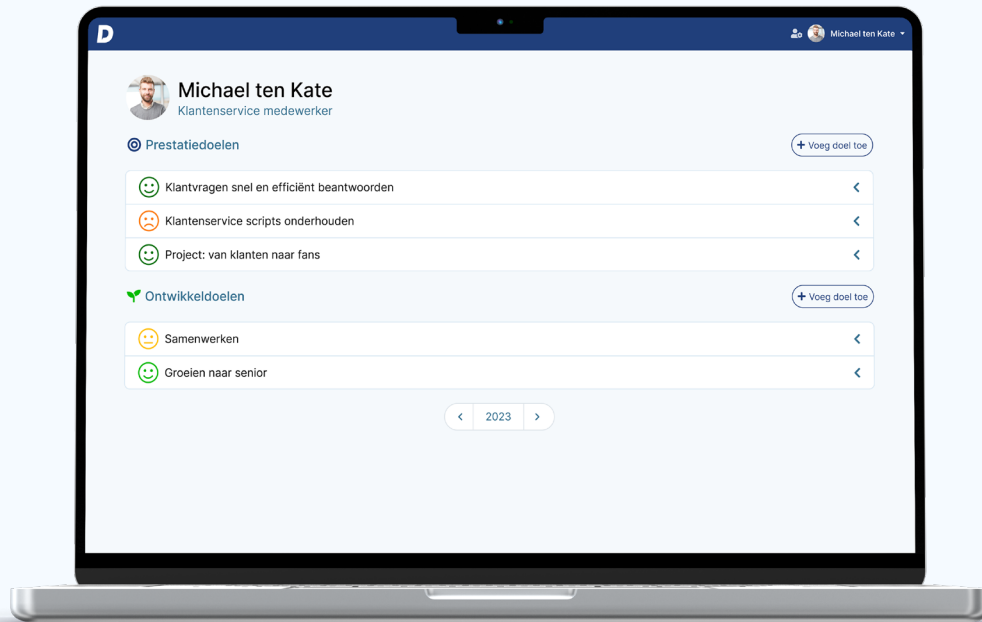 D
Michael ten Kate
Michael ten Kate
Klantenservice medewerker
Prestatiedoelen
+ Voeg doel toe
Klantvragen snel en efficiënt beantwoorden
Klantenservice scripts onderhouden
Project: van klanten naar fans
Ontwikkeldoelen
+ Voeg doel toe
Samenwerken
Groeien naar senior
2023